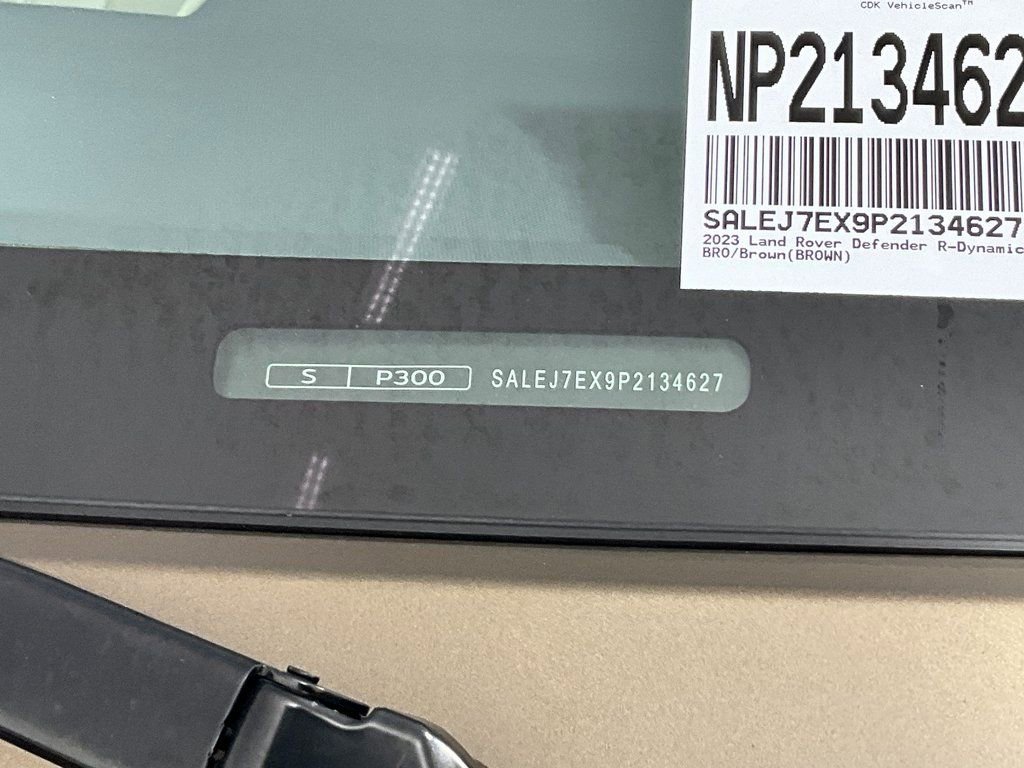 CDK VehicleScan™
NP213462
SALEJ7EX9P2134627
2023 Land Rover Defender R-Dynamic
BRO/Brown(BROWN)
S P300 SALEJ7EX9P2134627